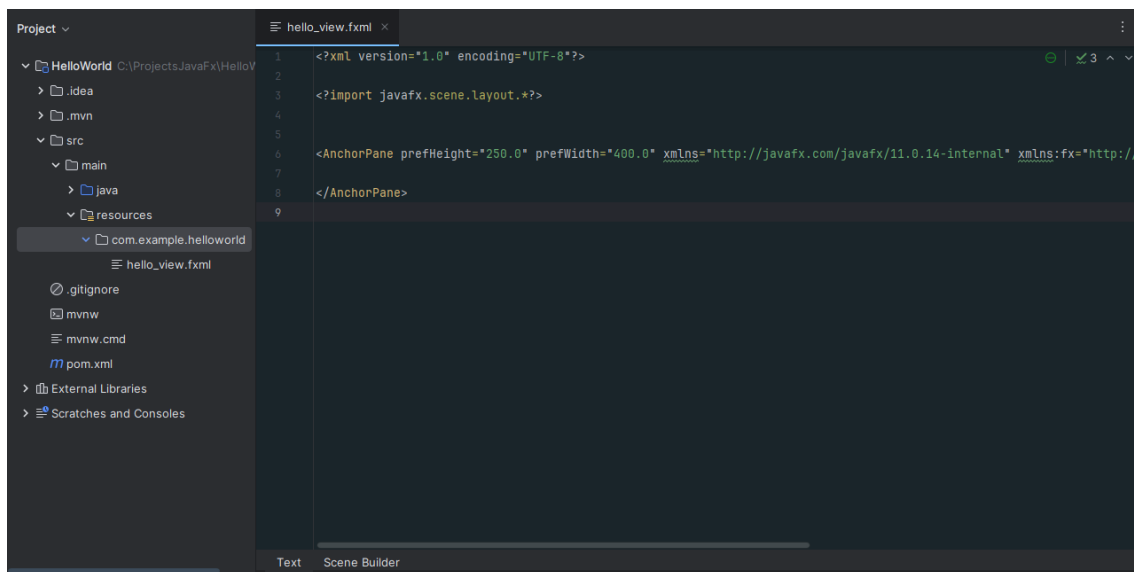 Project
hello_view.fxml
HelloWorld C:\ProjectsJavaFx\HelloW
.idea
.mvn
src
main
java
resources
com.example.helloworld
hello_view.fxml
.gitignore
mvnw
mvnw.cmd
m pom.xml
External Libraries
Scratches and Consoles
1 <?xml version="1.0" encoding="UTF-8"?>
2
3 <?import javafx.scene.layout.*?>
4
5
6 <AnchorPane prefHeight="250.0" prefWidth="400.0" xmlns="http://javafx.com/javafx/11.0.14-internal" xmlns:fx="http:/
7
8 </AnchorPane>
9
3
Text Scene Builder